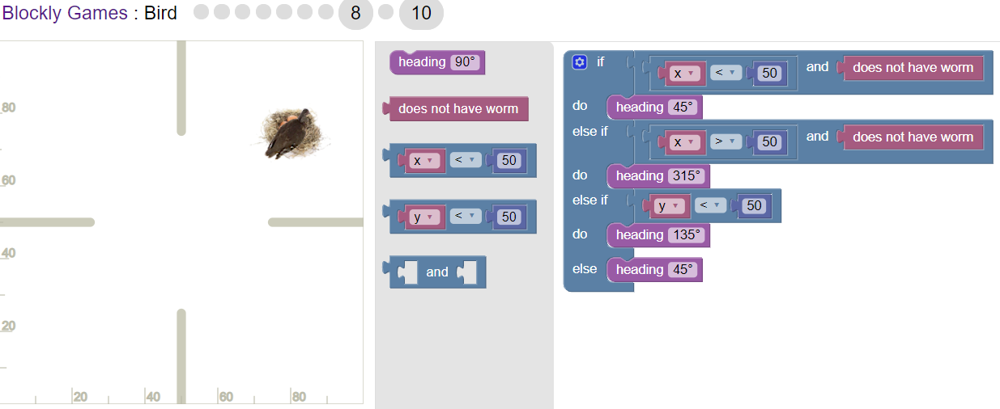 Blockly Games : Bird 8 10
80
60
40
20
20 40 60 80
heading 90°
does not have worm
x < 50
y < 50
and
if x < 50 and does not have worm
do heading 45°
else if x > 50 and does not have worm
do heading 315°
else if y < 50
do heading 135°
else heading 45°